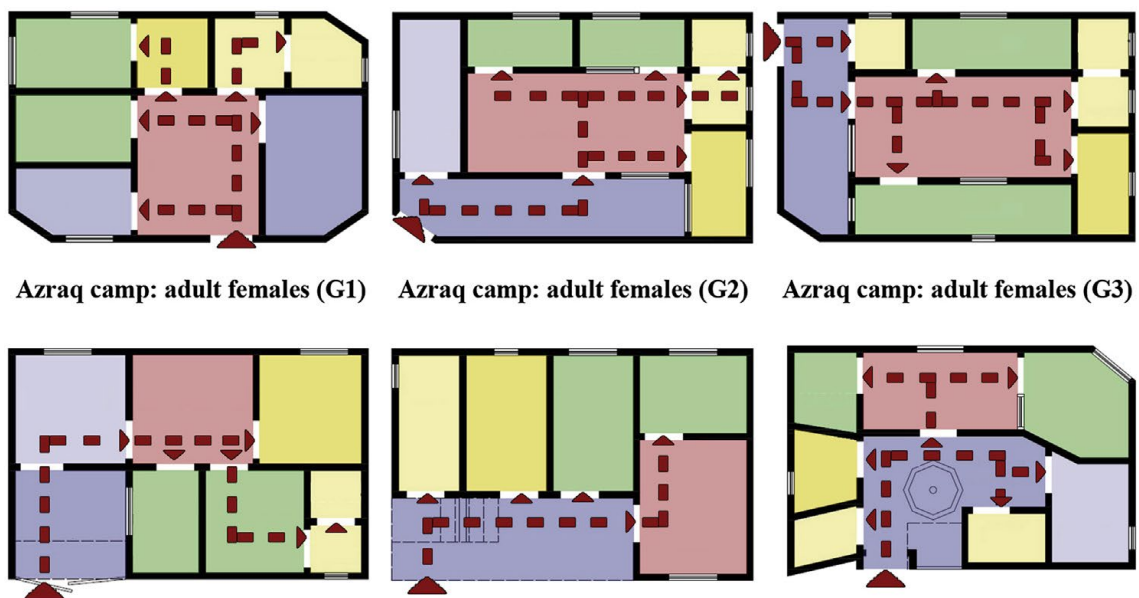 Azraq camp: adult females (G1)
Azraq camp: adult females (G2)
Azraq camp: adult females (G3)